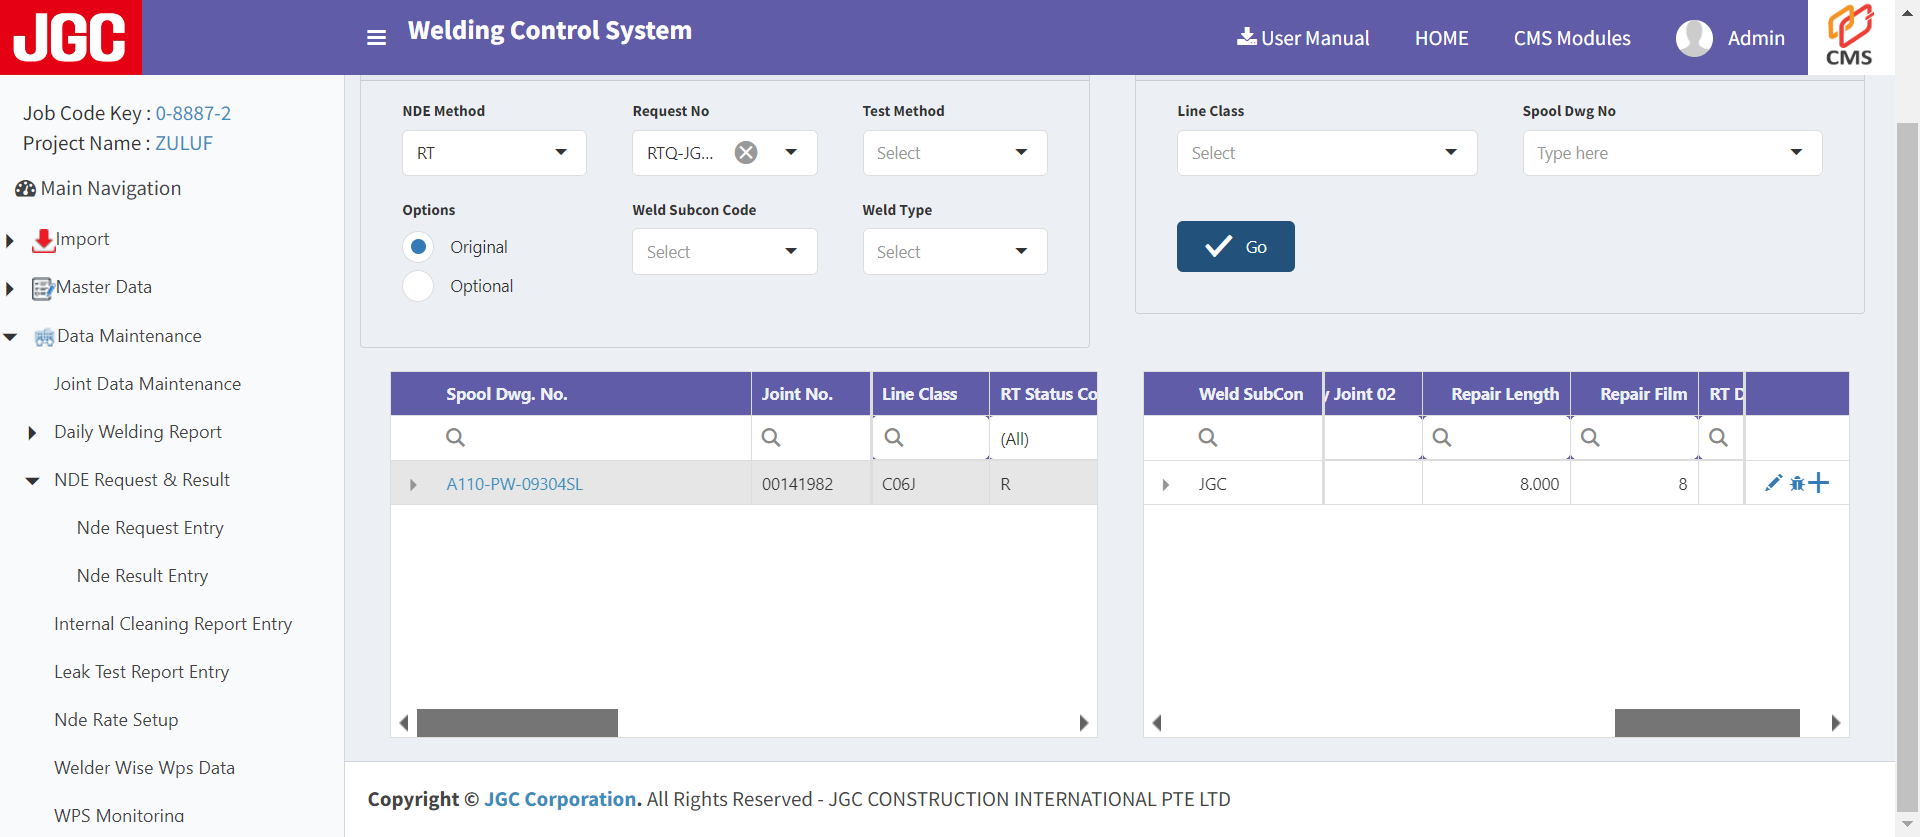 JGC
Welding Control System
User Manual
HOME
CMS Modules
Admin
CMS
Job Code Key : 0-8887-2
Project Name : ZULUF
Main Navigation
Import
Master Data
Data Maintenance
Joint Data Maintenance
Daily Welding Report
NDE Request & Result
Nde Request Entry
Nde Result Entry
Internal Cleaning Report Entry
Leak Test Report Entry
Nde Rate Setup
Welder Wise Wps Data
WPS Monitoring
NDE Method
Request No
Test Method
RT
RTQ-JG...
Select
Options
Weld Subcon Code
Weld Type
Original
Optional
Select
Select
Line Class
Spool Dwg No
Select
Type here
Go
Spool Dwg. No. Joint No. Line Class RT Status Co
(All)
A110-PW-09304SL 00141982 C06J R
Weld SubCon y Joint 02 Repair Length Repair Film RT D
JGC 8.000 8
Copyright © JGC Corporation. All Rights Reserved - JGC CONSTRUCTION INTERNATIONAL PTE LTD